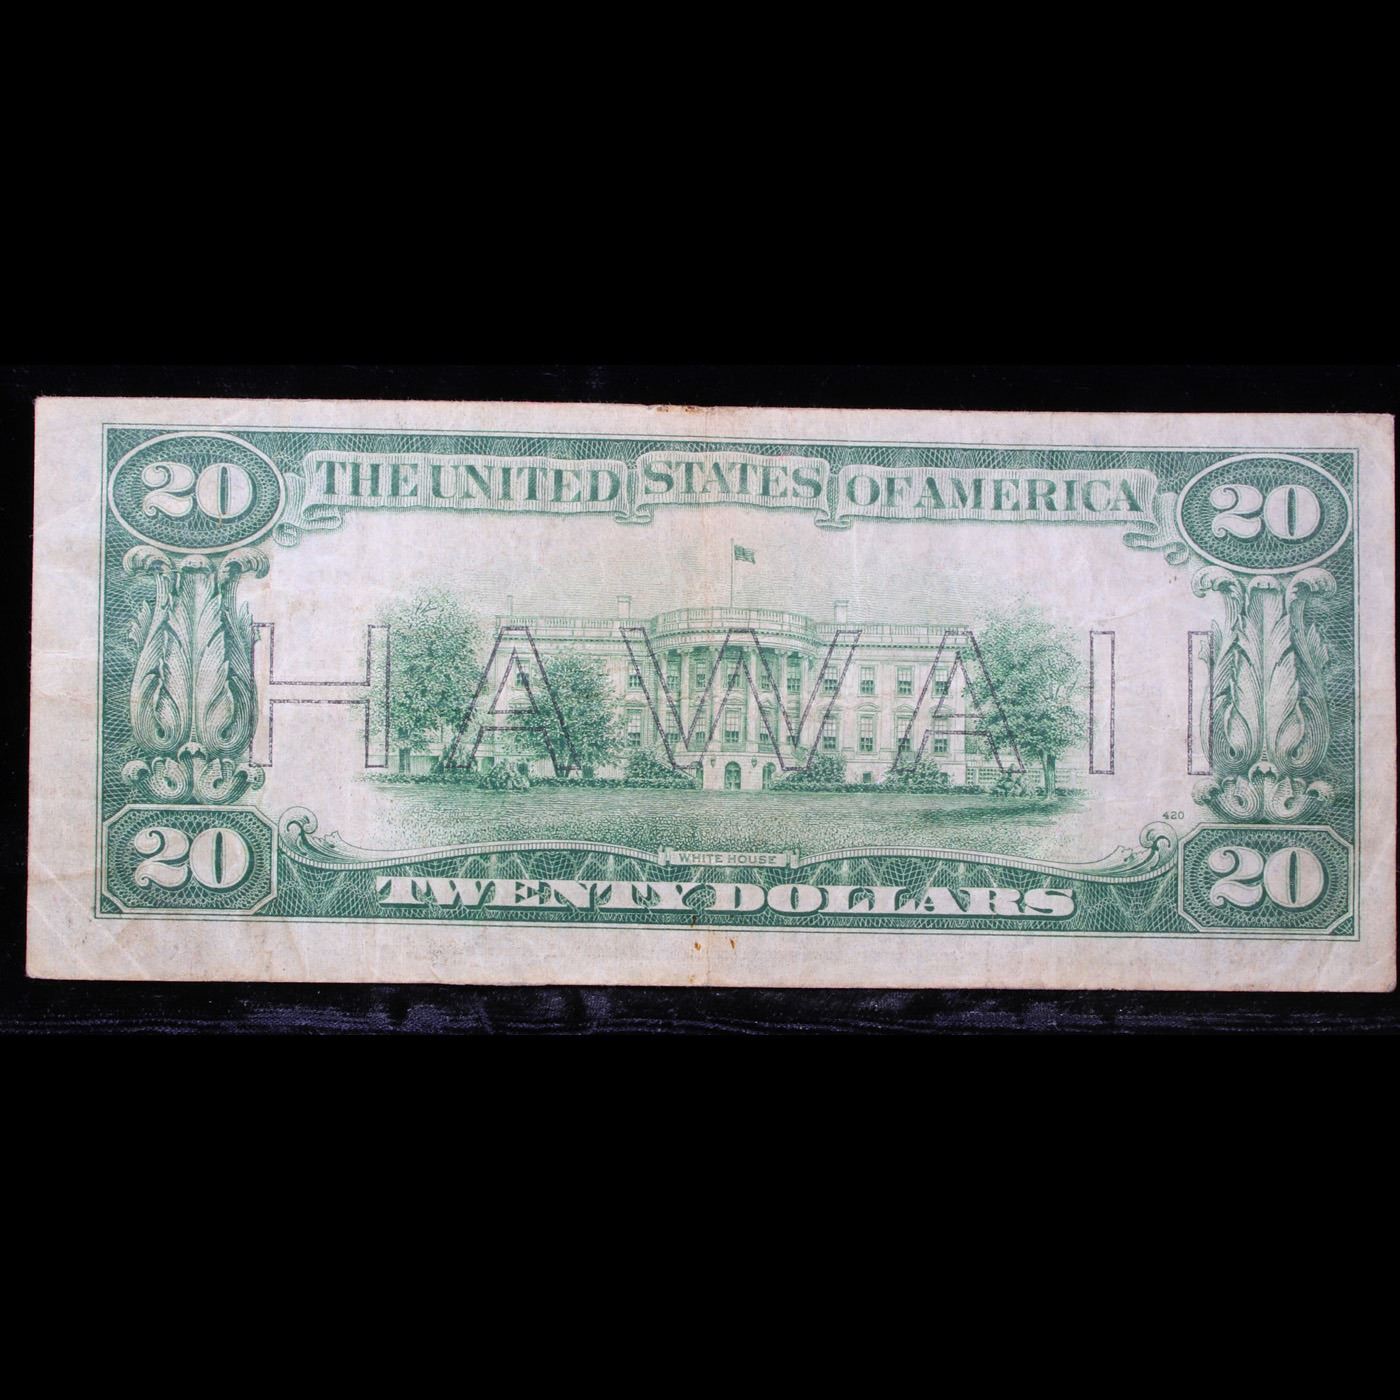 20 THE UNITED STATES OF AMERICA 20
HAWAII
420
WHITE HOUSE
20 TWENTY DOLLARS 20